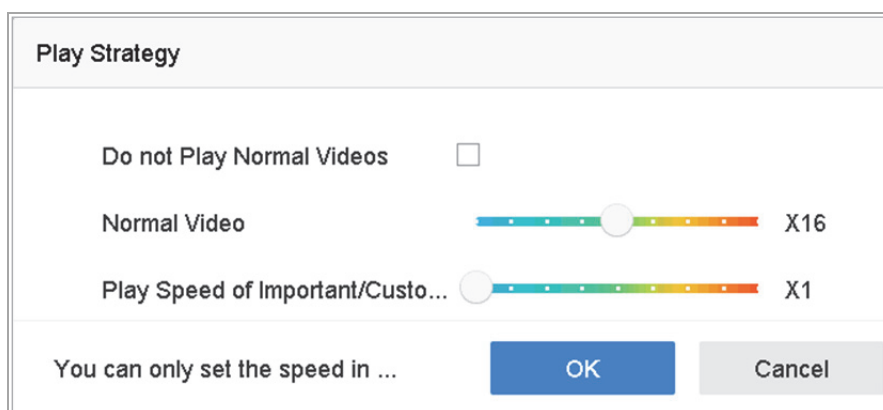 Play Strategy
Do not Play Normal Videos
Normal Video X16
Play Speed of Important/Custo... X1
You can only set the speed in ... OK Cancel